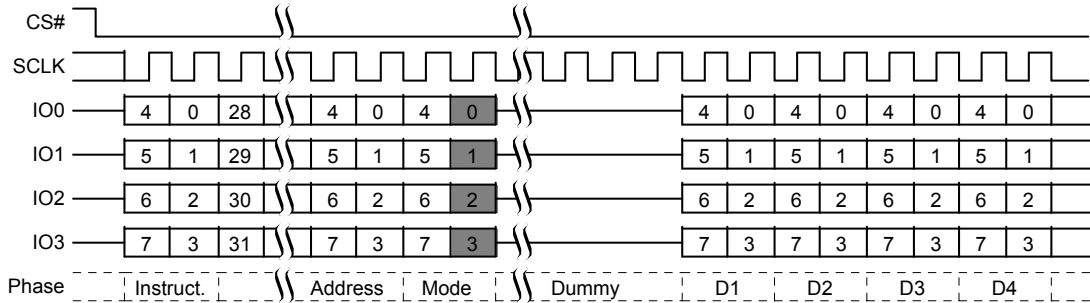 CS#
SCLK
IO0 4 0 28 4 0 4 0 4 0 4 0 4 0 4 0
IO1 5 1 29 5 1 5 1 5 1 5 1 5 1 5 1
IO2 6 2 30 6 2 6 2 6 2 6 2 6 2 6 2
IO3 7 3 31 7 3 7 3 7 3 7 3 7 3 7 3
Phase Instruct. Address Mode Dummy D1 D2 D3 D4